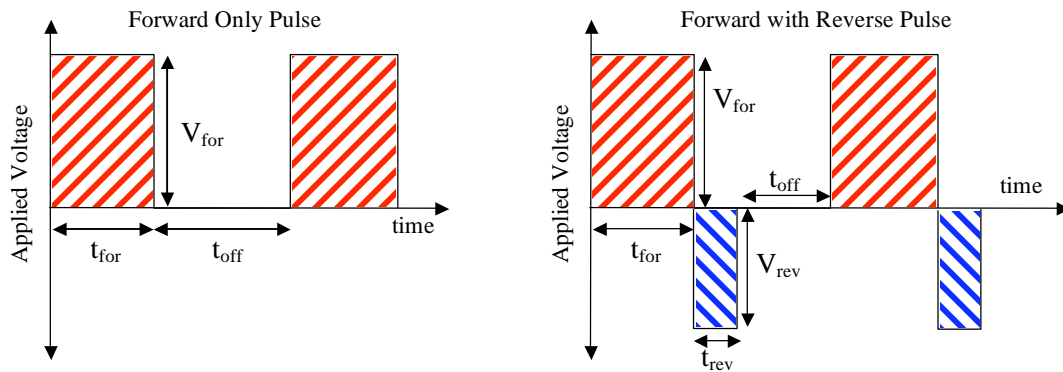 Forward Only Pulse
Applied Voltage
V_for
time
t_for
t_off
Forward with Reverse Pulse
Applied Voltage
V_for
t_off
time
t_for
V_rev
t_rev